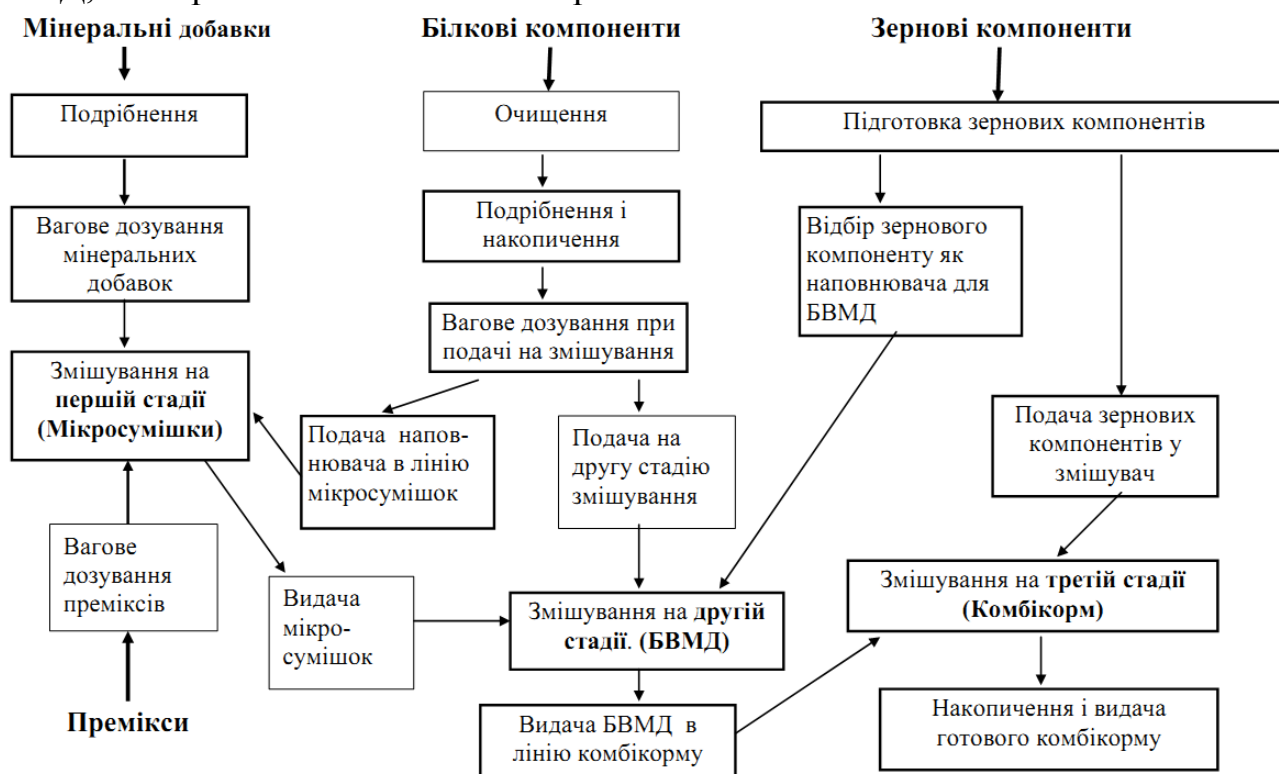 Мінеральні добавки
Білкові компоненти
Зернові компоненти
Подрібнення
Очищення
Підготовка зернових компонентів
Вагове дозування
мінеральних
добавок
Подрібнення і
накопичення
Відбір зернового
компоненту як
наповнювача для
БВМД
Вагове дозування при
подачі на змішування
Змішування на
першій стадії
(Мікросумішки)
Подача напов-
нювача в лінію
мікросумішок
Подача на
другу стадію
змішування
Подача зернових
компонентів у
змішувач
Вагове
дозування
преміксів
Видача
мікро-
сумішок
Змішування на другій
стадії. (БВМД)
Змішування на третій стадії
(Комбікорм)
Премікси
Видача БВМД в
лінію комбікорму
Накопичення і видача
готового комбікорму